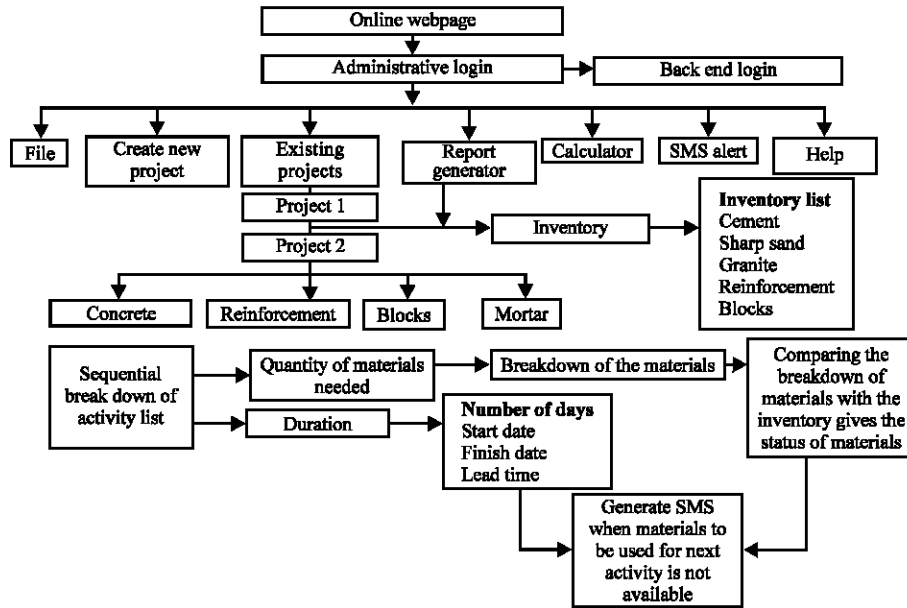 Online webpage
Administrative login
Back end login
File
Create new
project
Existing
projects
Report
generator
Calculator
SMS alert
Help
Project 1
Project 2
Inventory
Inventory list
Cement
Sharp sand
Granite
Reinforcement
Blocks
Concrete
Reinforcement
Blocks
Mortar
Sequential
break down of
activity list
Quantity of materials
needed
Breakdown of the materials
Comparing the
breakdown of
materials with the
inventory gives the
status of materials
Duration
Number of days
Start date
Finish date
Lead time
Generate SMS
when materials to
be used for next
activity is not
available